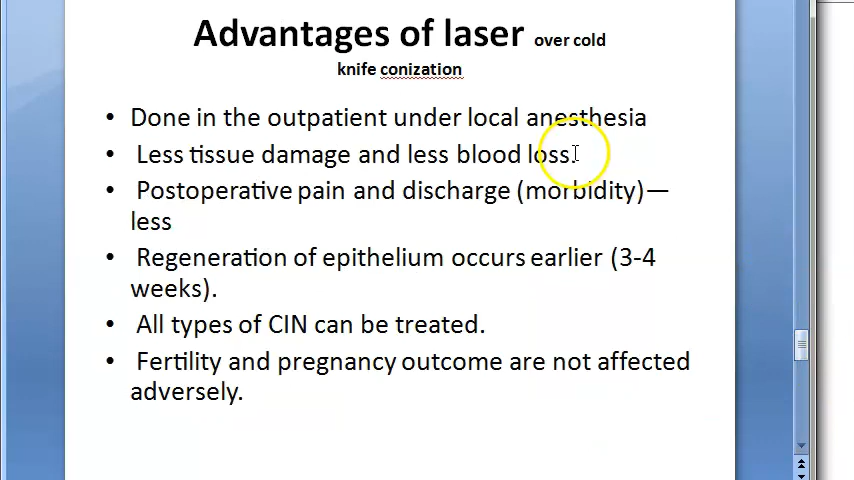 Advantages of laser over cold
knife conization
• Done in the outpatient under local anesthesia
• Less tissue damage and less blood loss.
• Postoperative pain and discharge (morbidity)—
less
• Regeneration of epithelium occurs earlier (3-4
weeks).
• All types of CIN can be treated.
• Fertility and pregnancy outcome are not affected
adversely.